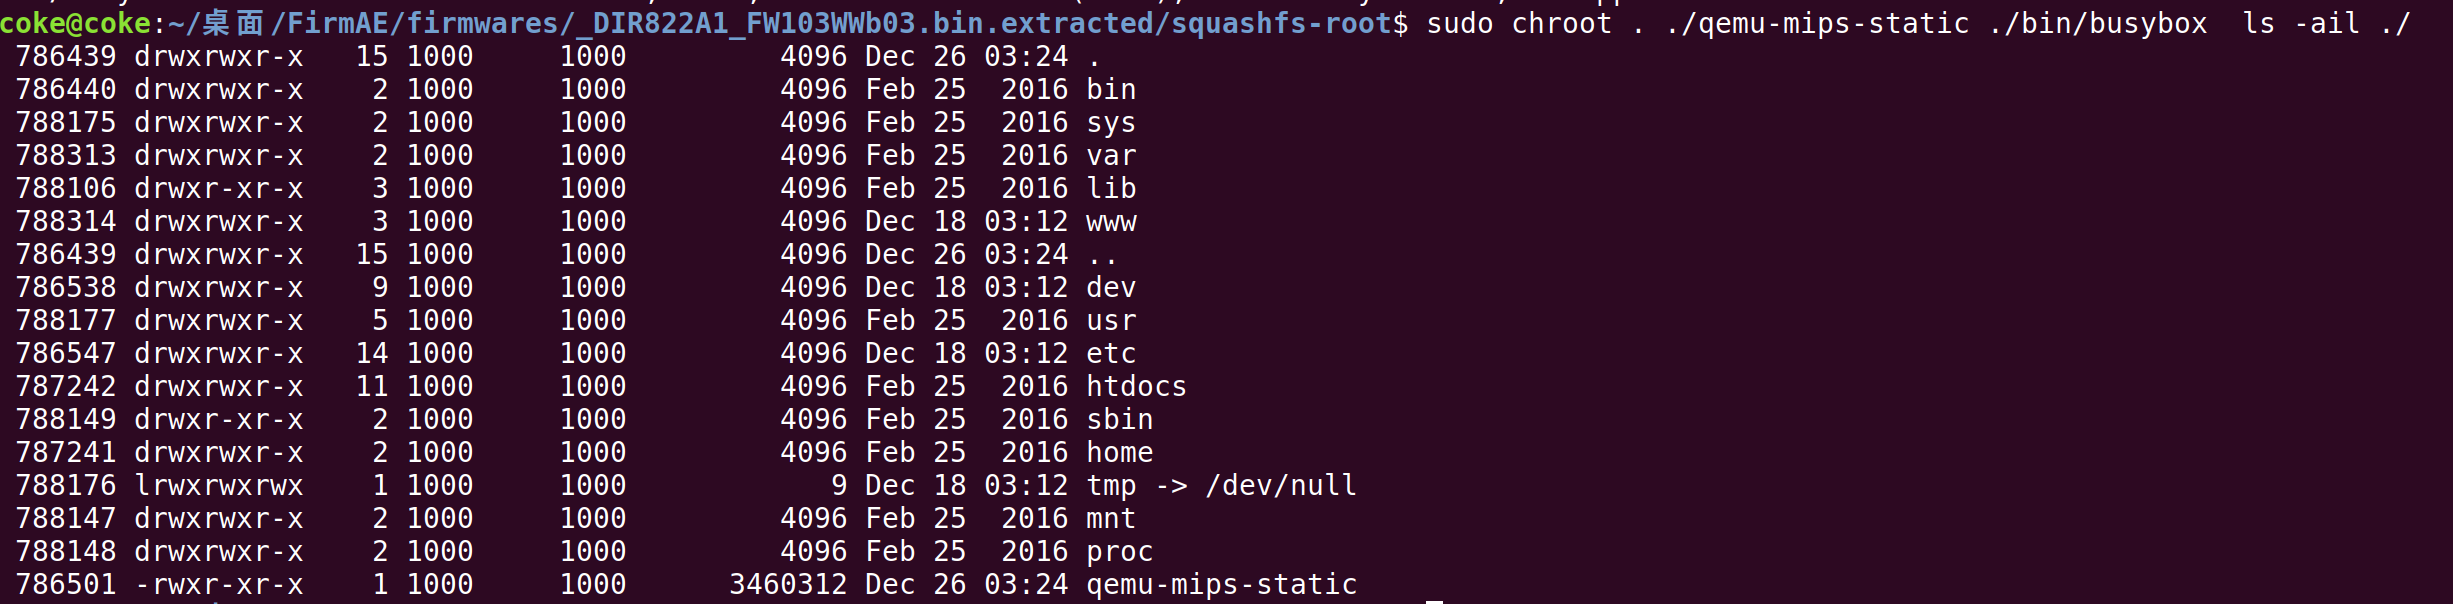 coke@coke:~/桌面/FirmAE/firmwares/_DIR822A1_FW103WWb03.bin.extracted/squashfs-root$ sudo chroot . ./qemu-mips-static ./bin/busybox  ls -ail ./
 786439 drwxrwxr-x   15 1000     1000         4096 Dec 26 03:24 .
 786440 drwxrwxr-x    2 1000     1000         4096 Feb 25  2016 bin
 788175 drwxrwxr-x    2 1000     1000         4096 Feb 25  2016 sys
 788313 drwxrwxr-x    2 1000     1000         4096 Feb 25  2016 var
 788106 drwxr-xr-x    3 1000     1000         4096 Feb 25  2016 lib
 788314 drwxrwxr-x    3 1000     1000         4096 Dec 18 03:12 www
 786439 drwxrwxr-x   15 1000     1000         4096 Dec 26 03:24 ..
 786538 drwxrwxr-x    9 1000     1000         4096 Dec 18 03:12 dev
 788177 drwxrwxr-x    5 1000     1000         4096 Feb 25  2016 usr
 786547 drwxrwxr-x   14 1000     1000         4096 Dec 18 03:12 etc
 787242 drwxrwxr-x   11 1000     1000         4096 Feb 25  2016 htdocs
 788149 drwxr-xr-x    2 1000     1000         4096 Feb 25  2016 sbin
 787241 drwxrwxr-x    2 1000     1000         4096 Feb 25  2016 home
 788176 lrwxrwxrwx    1 1000     1000            9 Dec 18 03:12 tmp -> /dev/null
 788147 drwxrwxr-x    2 1000     1000         4096 Feb 25  2016 mnt
 788148 drwxrwxr-x    2 1000     1000         4096 Feb 25  2016 proc
 786501 -rwxr-xr-x    1 1000     1000      3460312 Dec 26 03:24 qemu-mips-static